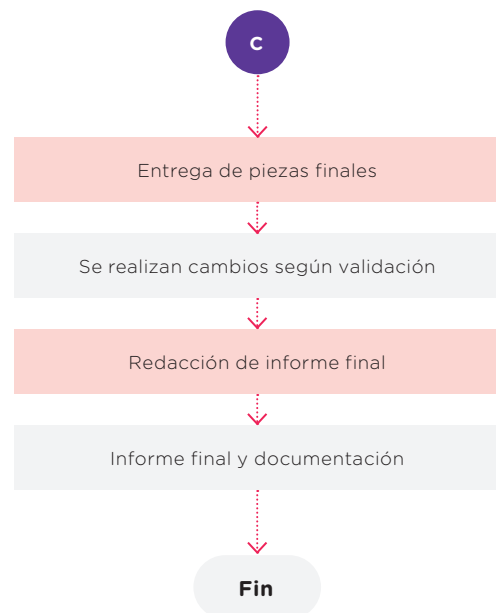 C
Entrega de piezas finales
Se realizan cambios según validación
Redacción de informe final
Informe final y documentación
Fin